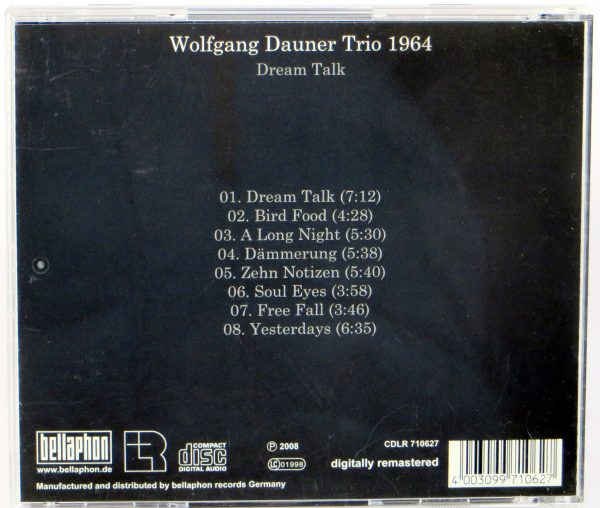 Wolfgang Dauner Trio 1964
Dream Talk
01. Dream Talk (7:12)
02. Bird Food (4:28)
03. A Long Night (5:30)
04. Dämmerung (5:38)
05. Zehn Notizen (5:40)
06. Soul Eyes (3:58)
07. Free Fall (3:46)
08. Yesterdays (6:35)
bellaphon
www.bellaphon.de
COMPACT
disc
DIGITAL AUDIO
℗ 2008
LC 01998
CDLR 710627
digitally remastered
4 003099 710627
Manufactured and distributed by bellaphon records Germany